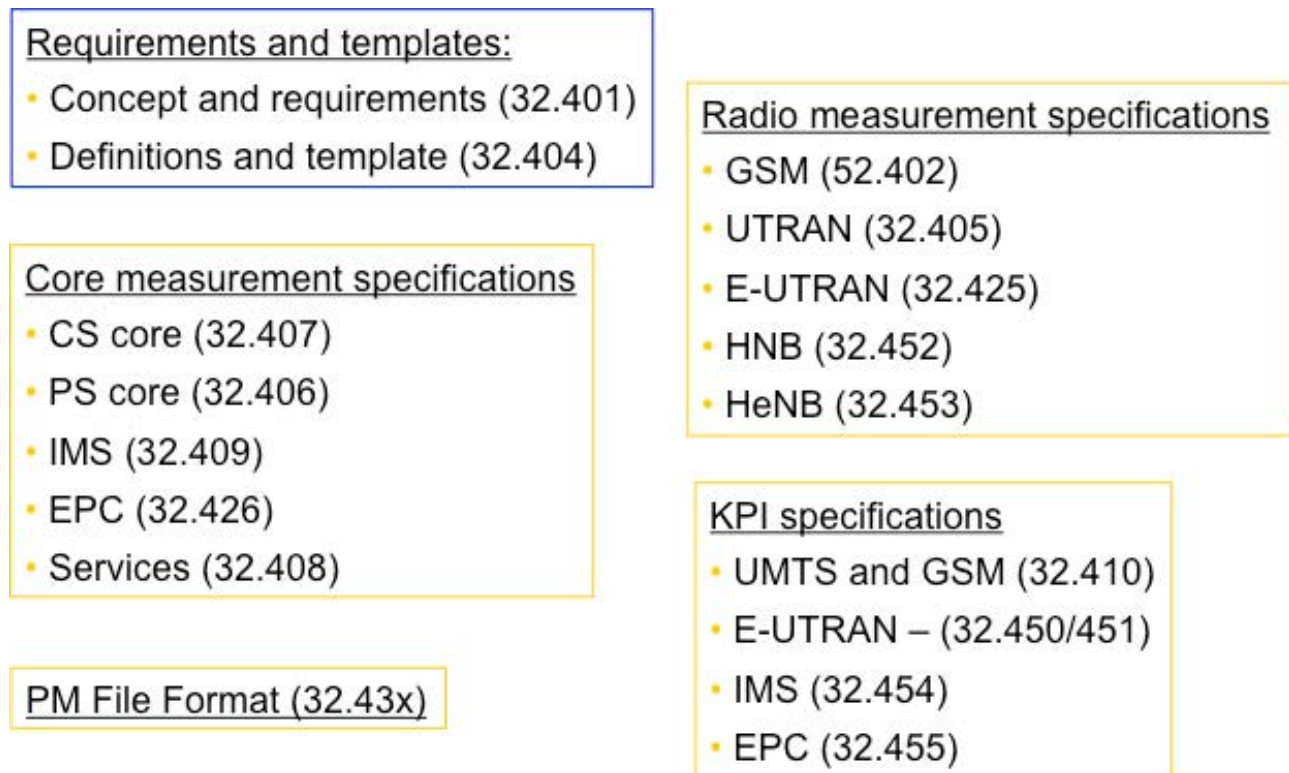 Requirements and templates:
• Concept and requirements (32.401)
• Definitions and template (32.404)
Core measurement specifications
• CS core (32.407)
• PS core (32.406)
• IMS (32.409)
• EPC (32.426)
• Services (32.408)
PM File Format (32.43x)
Radio measurement specifications
• GSM (52.402)
• UTRAN (32.405)
• E-UTRAN (32.425)
• HNB (32.452)
• HeNB (32.453)
KPI specifications
• UMTS and GSM (32.410)
• E-UTRAN – (32.450/451)
• IMS (32.454)
• EPC (32.455)